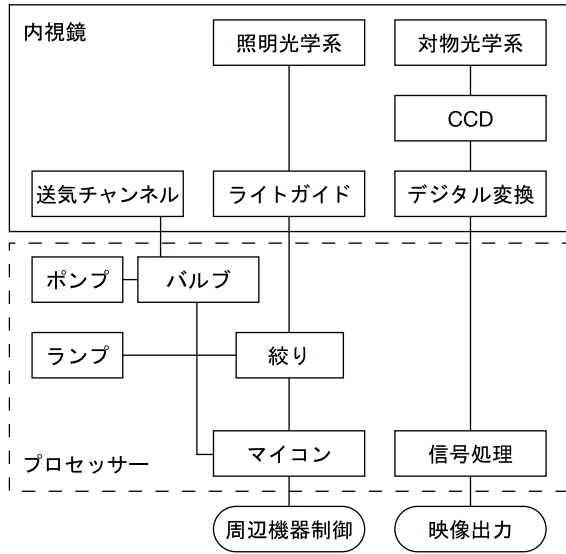 内視鏡
照明光学系
対物光学系
CCD
送気チャンネル
ライトガイド
デジタル変換
ポンプ
バルブ
ランプ
絞り
プロセッサー
マイコン
信号処理
周辺機器制御
映像出力